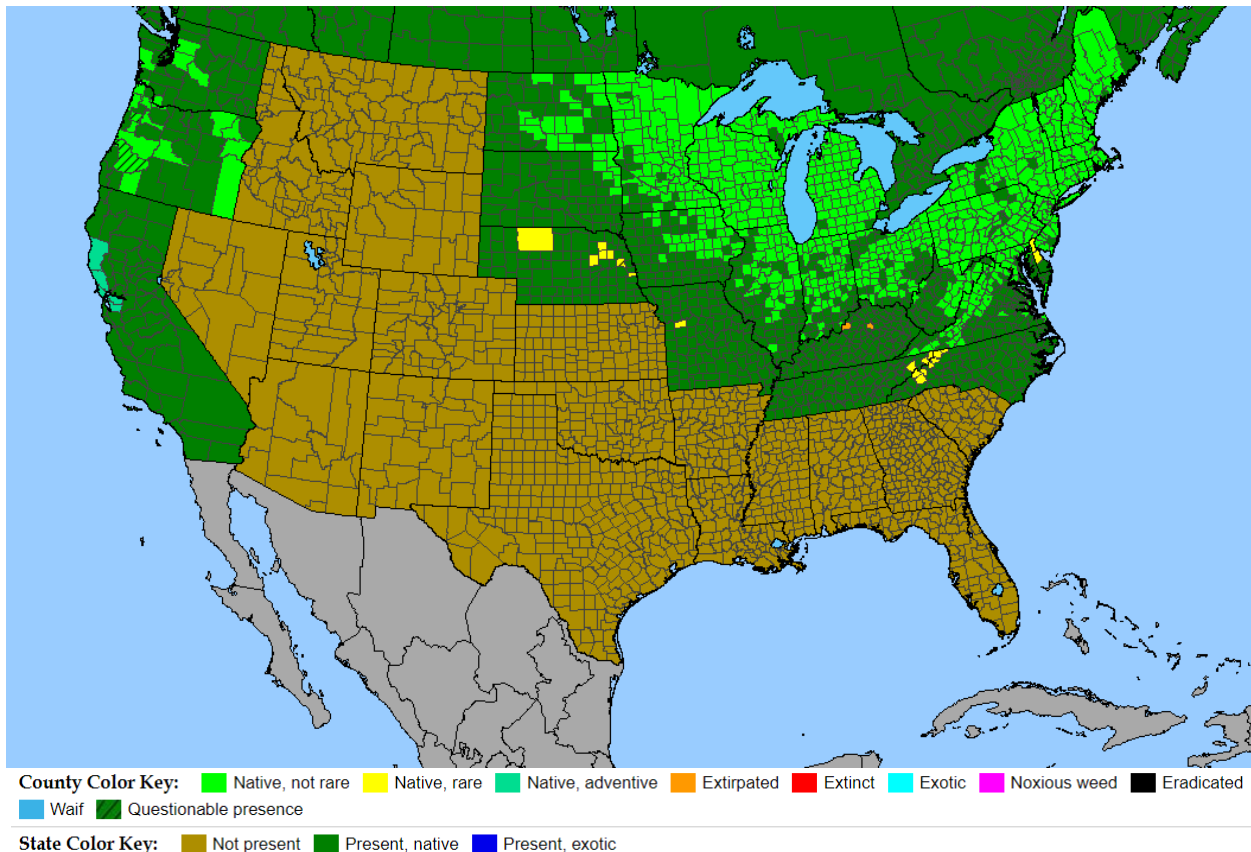 County Color Key: Native, not rare Native, rare Native, adventive Extirpated Extinct Exotic Noxious weed Eradicated
Waif Questionable presence
State Color Key: Not present Present, native Present, exotic